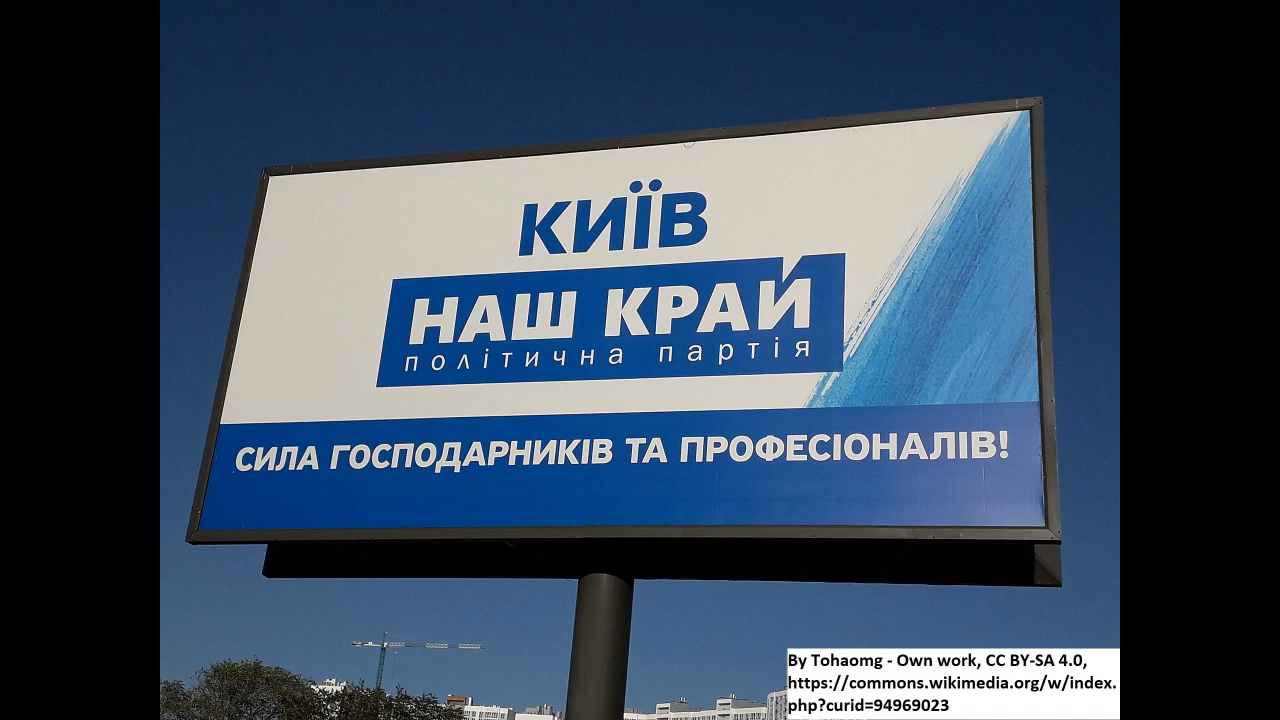 КИЇВ
НАШ КРАЙ
політична партія
СИЛА ГОСПОДАРНИКІВ ТА ПРОФЕСІОНАЛІВ!
By Tohaomg - Own work, CC BY-SA 4.0,
https://commons.wikimedia.org/w/index.
php?curid=94969023